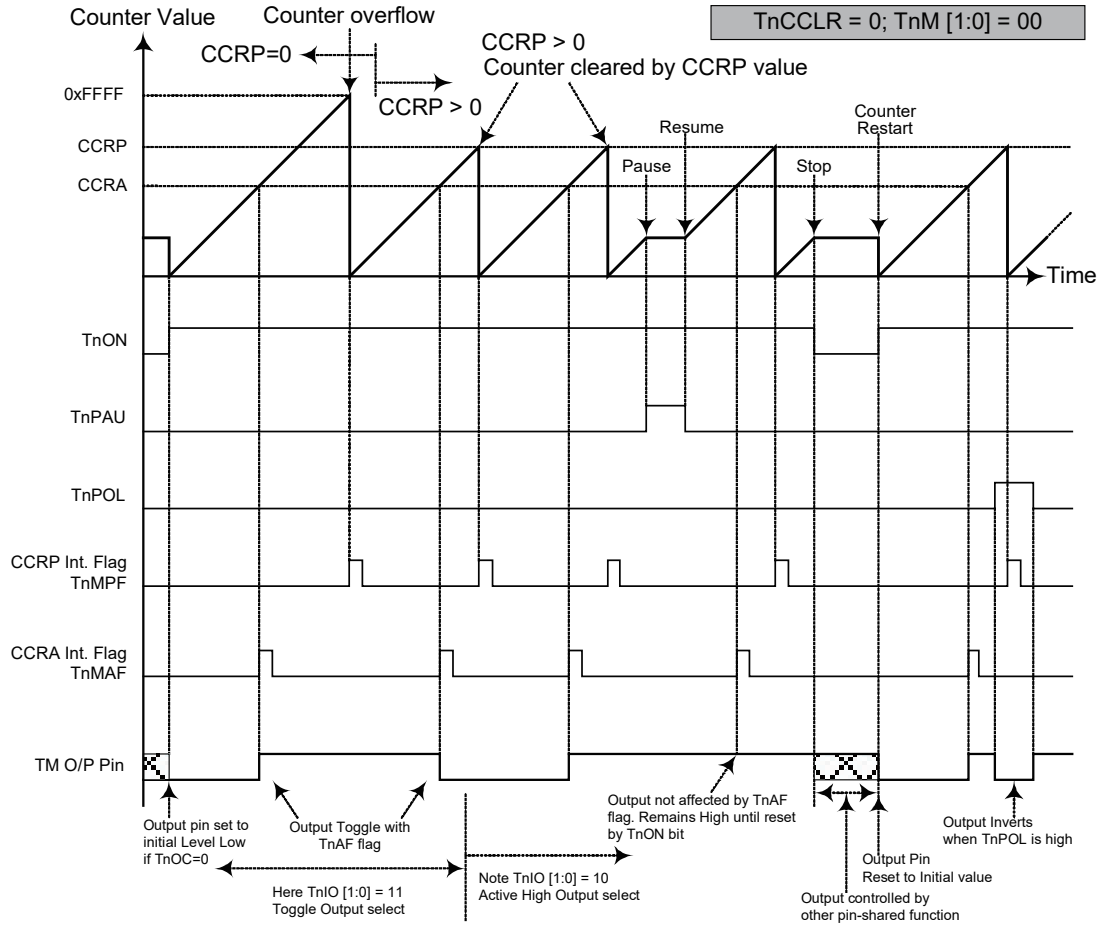 Counter Value
Counter overflow
TnCCLR = 0; TnM [1:0] = 00
CCRP=0
CCRP > 0
CCRP > 0
Counter cleared by CCRP value
0xFFFF
CCRP
CCRA
Pause
Resume
Stop
Counter
Restart
Time
TnON
TnPAU
TnPOL
CCRP Int. Flag
TnMPF
CCRA Int. Flag
TnMAF
TM O/P Pin
Output pin set to
initial Level Low
if TnOC=0
Output Toggle with
TnAF flag
Output not affected by TnAF
flag. Remains High until reset
by TnON bit
Output Inverts
when TnPOL is high
Output Pin
Reset to Initial value
Here TnIO [1:0] = 11
Toggle Output select
Note TnIO [1:0] = 10
Active High Output select
Output controlled by
other pin-shared function